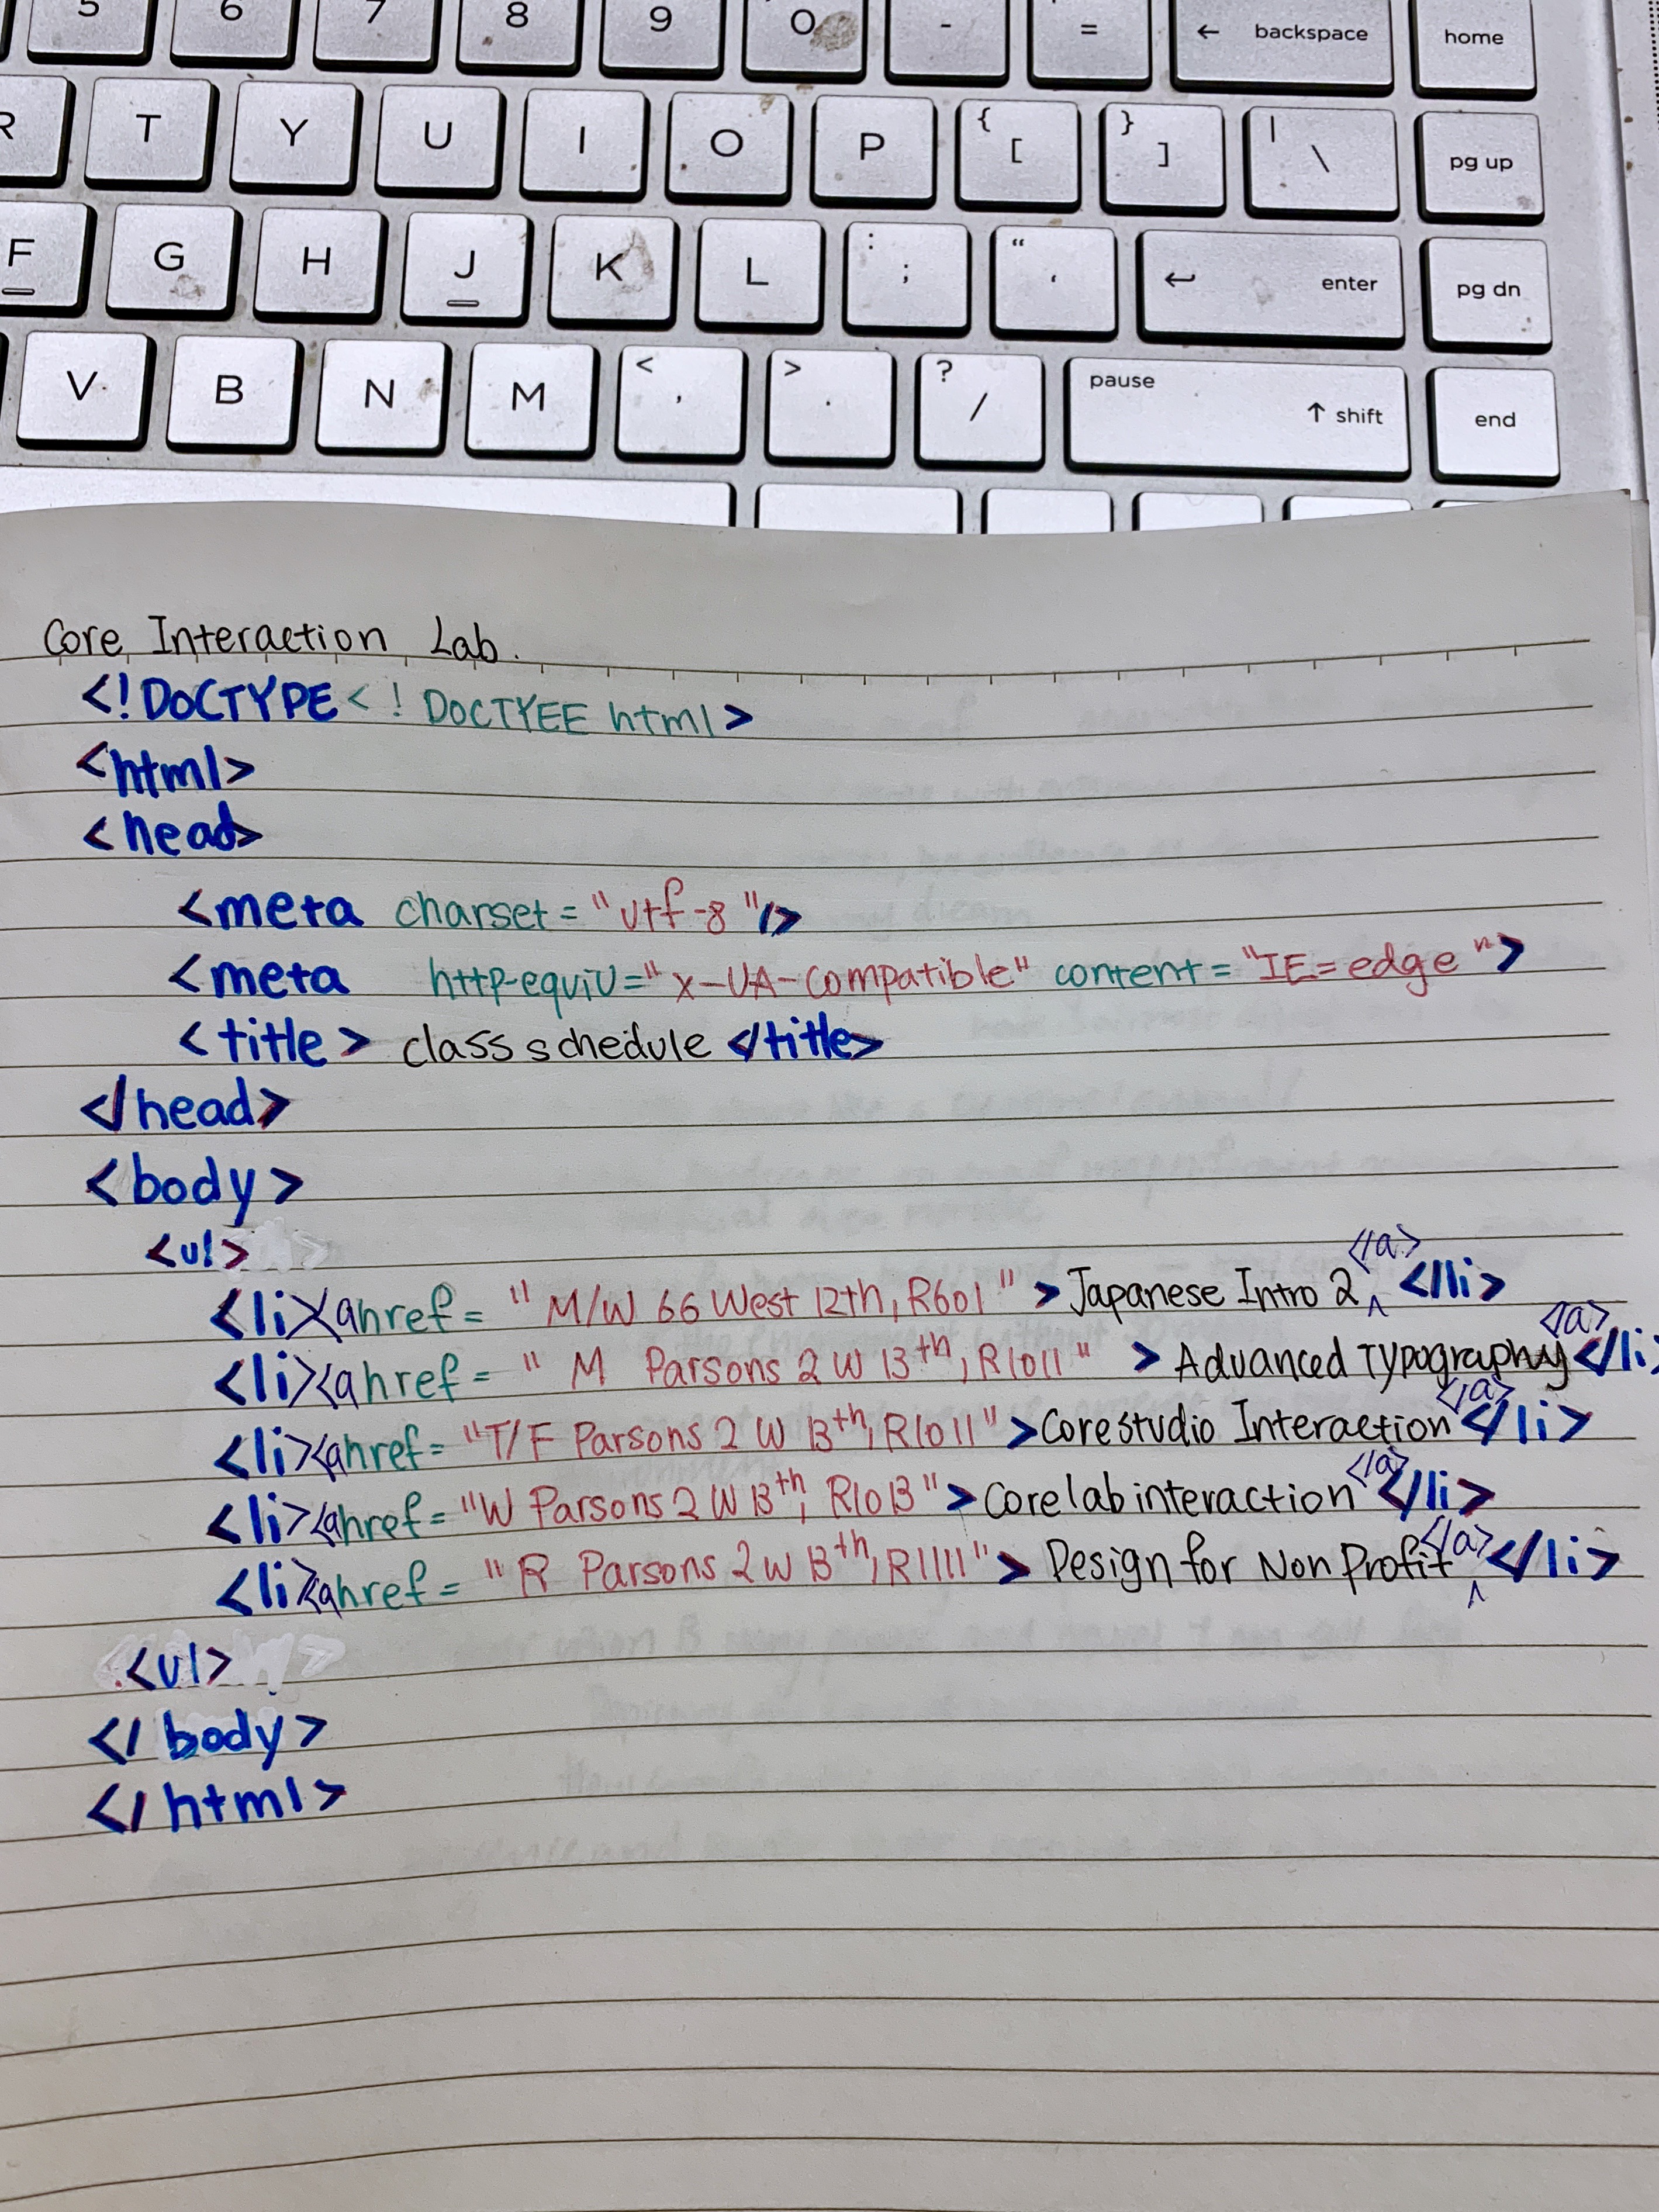 5 6 7 8 9 0 - = ← backspace home
R T Y U I O P { [ } ] | \ pg up
F G H J K L : ; " ' ↵ enter pg dn
V B N M < , > . ? / pause ↑ shift end
Core Interaction Lab.
<!DOCTYPE < ! DOCTYEE html>
<html>
<head>
<meta charset = "utf-8"/>
<meta http-equiv="x-UA-compatible" content = "IE=edge">
<title> class schedule </title>
</head>
<body>
<ul>
<li><ahref = "M/W 66 West 12th, R601" > Japanese Intro 2 </a> </li>
<li><ahref = " M Parsons 2 W 13th, R1011" > Advanced Typography </a> </li>
<li><ahref = "T/F Parsons 2 W 13th, R1011" > Corestudio Interaction </a> </li>
<li><ahref = "W Parsons 2 W 13th, R1013" > Corelab interaction </a> </li>
<li><ahref = "R Parsons 2 W 13th, R1111" > Design for Non Profit </a> </li>
<ul>
</body>
</html>